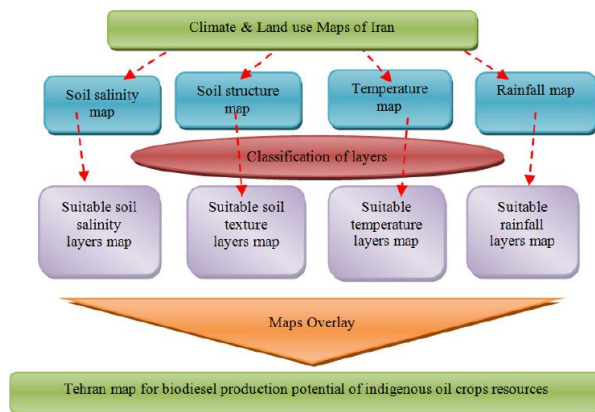 Climate & Land use Maps of Iran
Soil salinity
map
Soil structure
map
Temperature
map
Rainfall map
Classification of layers
Suitable soil
salinity
layers map
Suitable soil
texture
layers map
Suitable
temperature
layers map
Suitable
rainfall
layers map
Maps Overlay
Tehran map for biodiesel production potential of indigenous oil crops resources